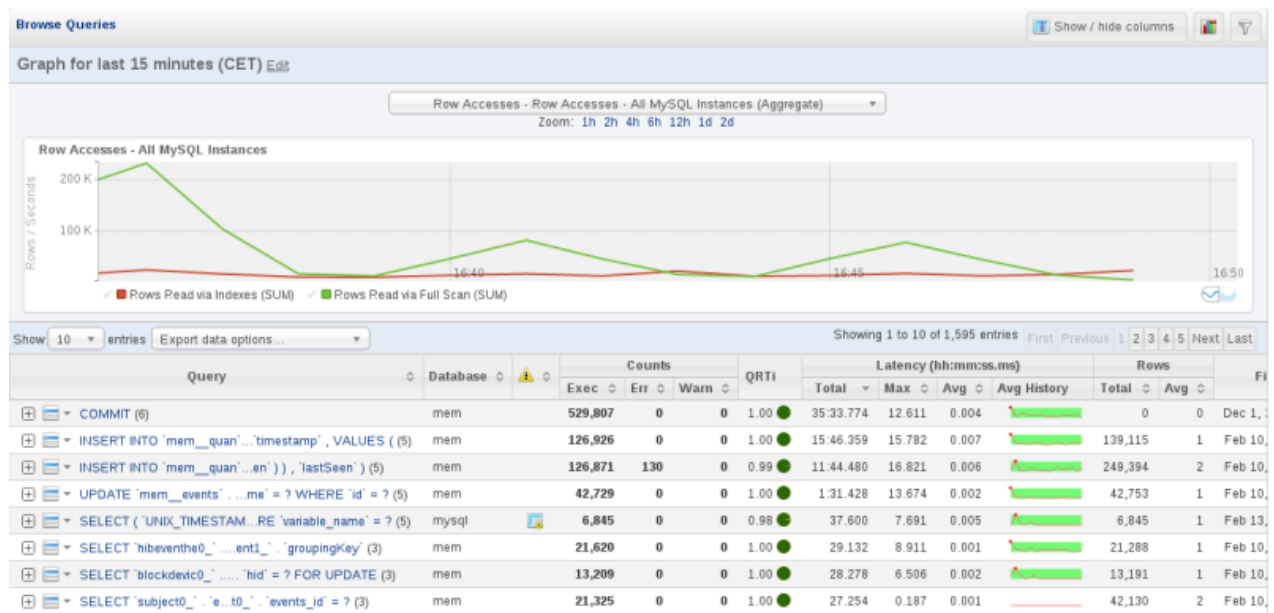 Browse Queries
Show / hide columns
Graph for last 15 minutes (CET) Edit
Row Accesses - Row Accesses - All MySQL Instances (Aggregate)
Zoom: 1h 2h 4h 6h 12h 1d 2d
Row Accesses - All MySQL Instances
Rows / Seconds
200 K
100 K
16:40 16:45 16:50
Rows Read via Indexes (SUM) Rows Read via Full Scan (SUM)
Show 10 entries Export data options... Showing 1 to 10 of 1,595 entries First Previous 1 2 3 4 5 Next Last
Query Database Counts QRTi Latency (hh:mm:ss.ms) Rows Fi
Exec Err Warn Total Max Avg Avg History Total Avg
COMMIT (6) mem 529,807 0 0 1.00 35:33.774 12.611 0.004 0 0 Dec 1,
INSERT INTO `mem__quan`...`timestamp` , VALUES ( (5) mem 126,926 0 0 1.00 15:46.359 15.782 0.007 139,115 1 Feb 10,
INSERT INTO `mem__quan`...en` ) ) , `lastSeen` ) (5) mem 126,871 130 0 0.99 11:44.480 16.821 0.006 249,394 2 Feb 10,
UPDATE `mem__events` . ...me` = ? WHERE `id` = ? (5) mem 42,729 0 0 1.00 1:31.428 13.674 0.002 42,753 1 Feb 10,
SELECT ( `UNIX_TIMESTAM...RE `variable_name` = ? (5) mysql 6,845 0 0 0.98 37.600 7.691 0.005 6,845 1 Feb 13,
SELECT `hibeventhe0_` ....ent1_` . `groupingKey` (3) mem 21,620 0 0 1.00 29.132 8.911 0.001 21,288 1 Feb 10,
SELECT `blockdevic0_` ..... `hid` = ? FOR UPDATE (3) mem 13,209 0 0 1.00 28.278 6.506 0.002 13,191 1 Feb 10,
SELECT `subject0_` . `e...t0_` . `events_id` = ? (3) mem 21,325 0 0 1.00 27.254 0.187 0.001 42,130 2 Feb 10,